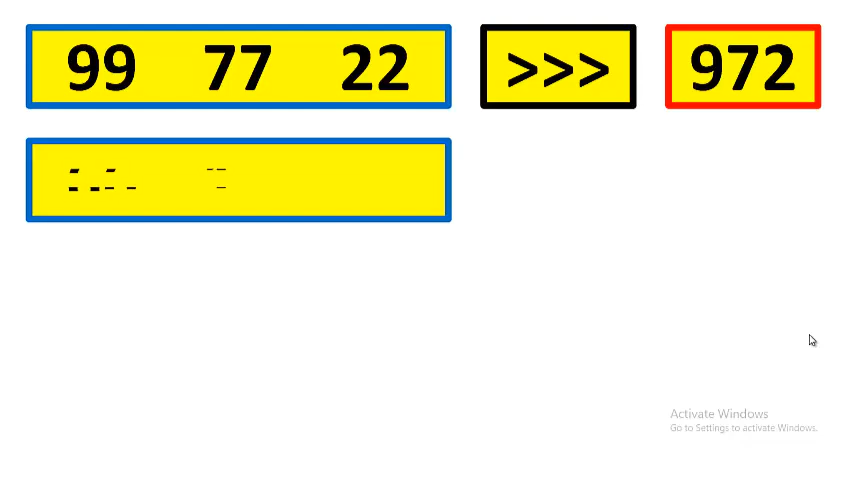 99 77 22 >>> 972
Activate Windows
Go to Settings to activate Windows.